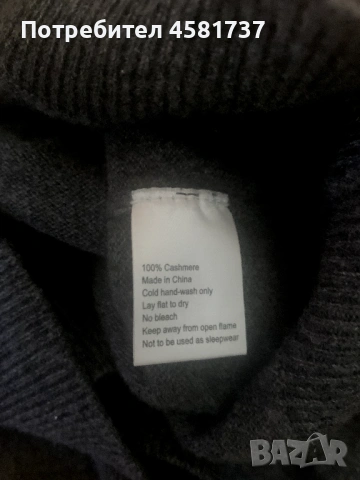 Потребител 4581737
100% Cashmere
Made in China
Cold hand-wash only
Lay flat to dry
No bleach
Keep away from open flame
Not to be used as sleepwear
BAZAR